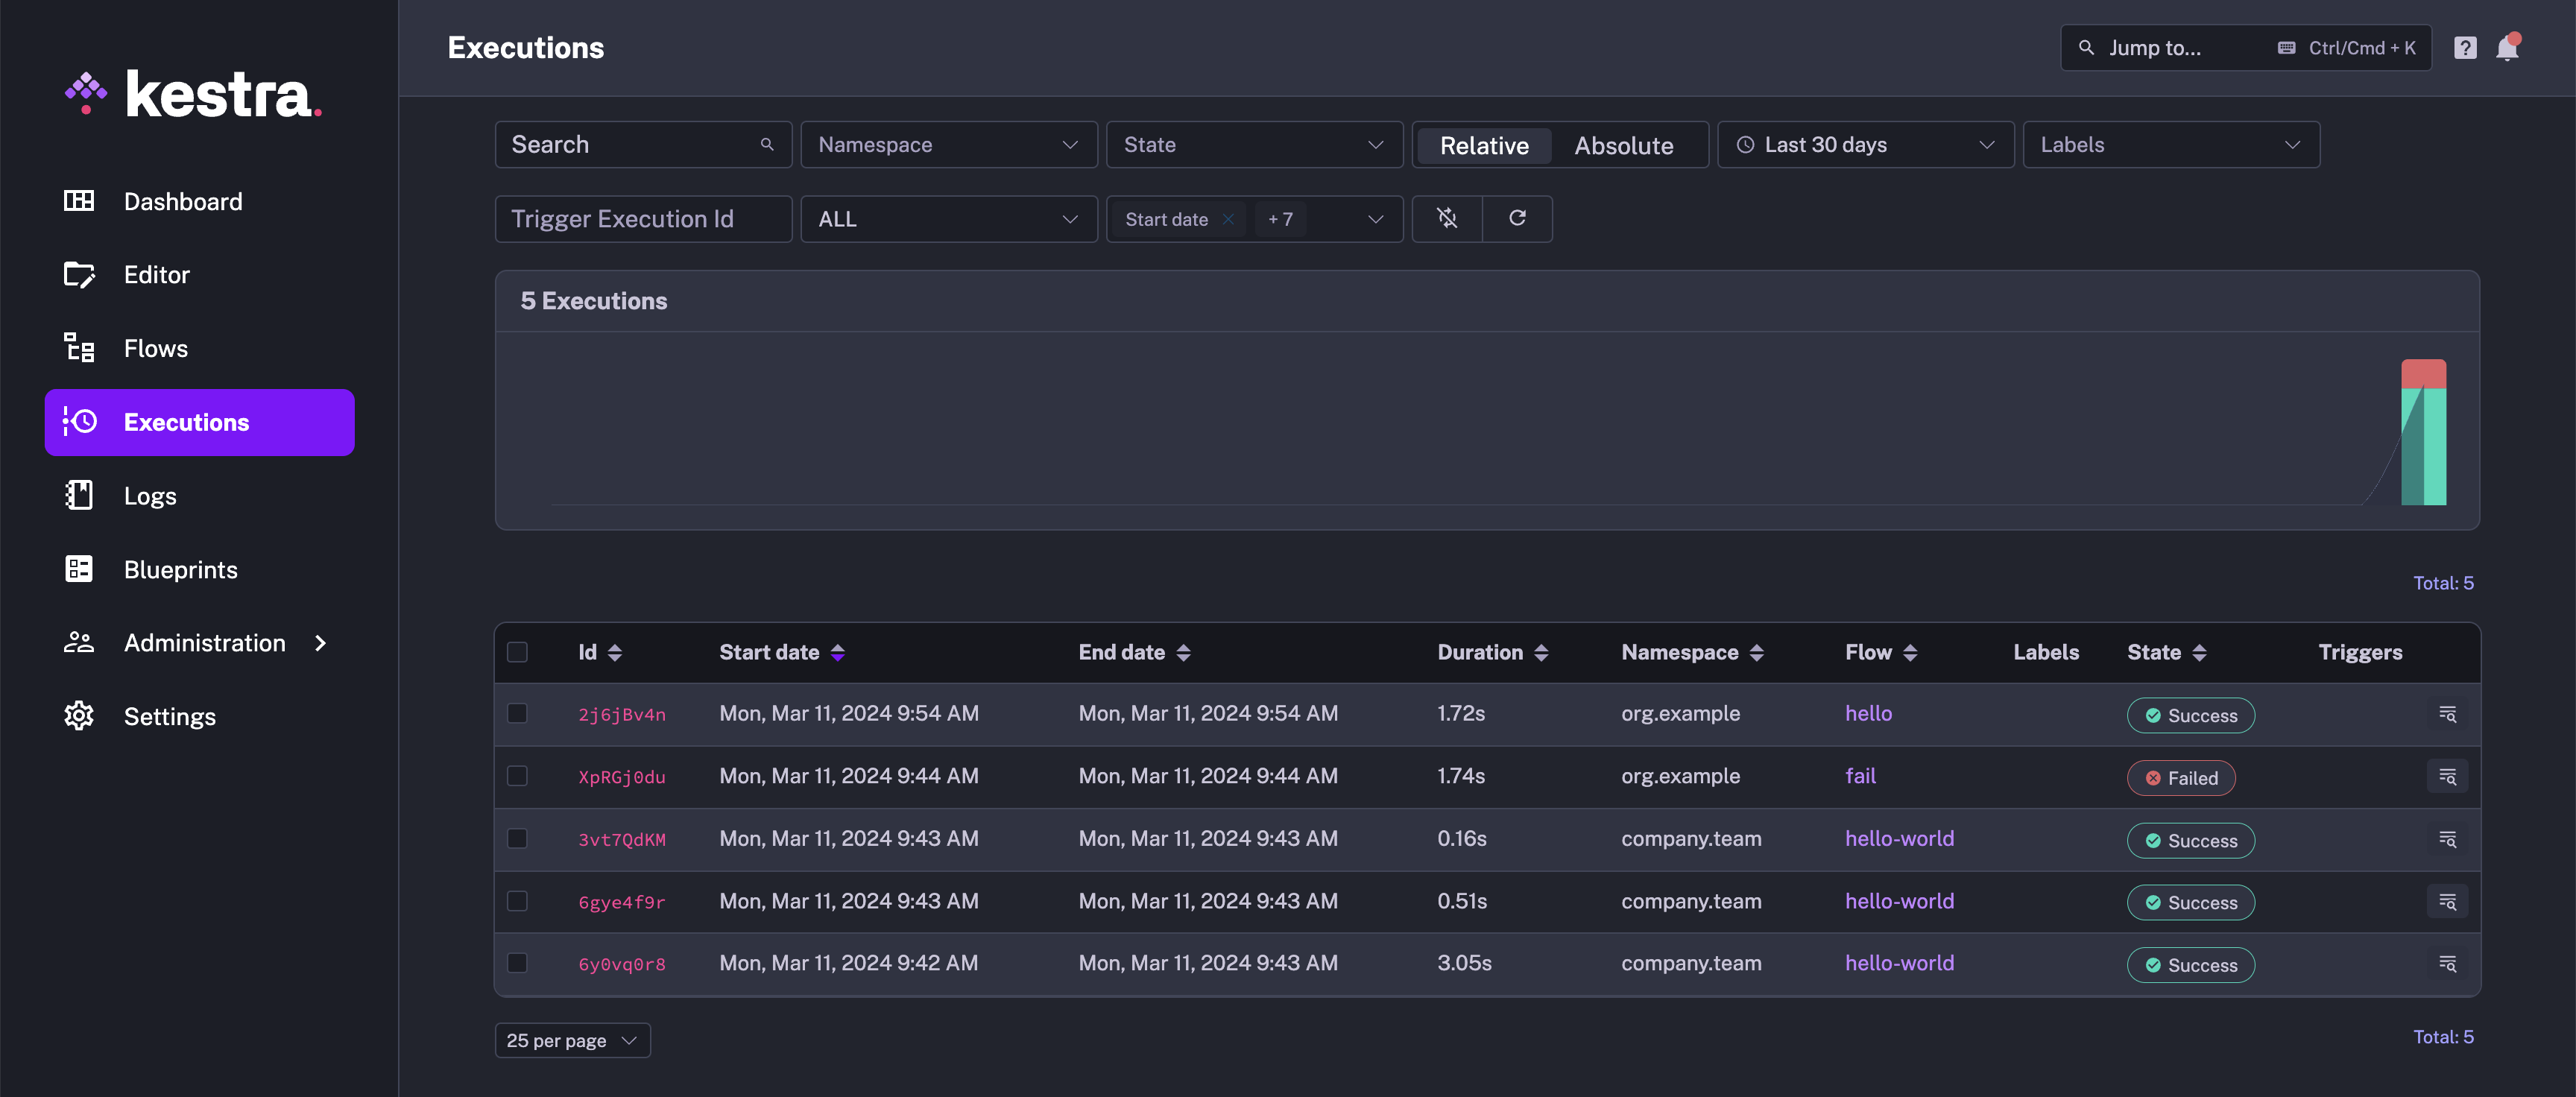 kestra.
Dashboard
Editor
Flows
Executions
Logs
Blueprints
Administration
Settings
Executions
Jump to... Ctrl/Cmd + K
Search Namespace State Relative Absolute Last 30 days Labels
Trigger Execution Id ALL Start date + 7
5 Executions
Total: 5
Id Start date End date Duration Namespace Flow Labels State Triggers
2j6jBv4n Mon, Mar 11, 2024 9:54 AM Mon, Mar 11, 2024 9:54 AM 1.72s org.example hello Success
XpRGj0du Mon, Mar 11, 2024 9:44 AM Mon, Mar 11, 2024 9:44 AM 1.74s org.example fail Failed
3vt7QdKM Mon, Mar 11, 2024 9:43 AM Mon, Mar 11, 2024 9:43 AM 0.16s company.team hello-world Success
6gye4f9r Mon, Mar 11, 2024 9:43 AM Mon, Mar 11, 2024 9:43 AM 0.51s company.team hello-world Success
6y0vq0r8 Mon, Mar 11, 2024 9:42 AM Mon, Mar 11, 2024 9:43 AM 3.05s company.team hello-world Success
25 per page Total: 5